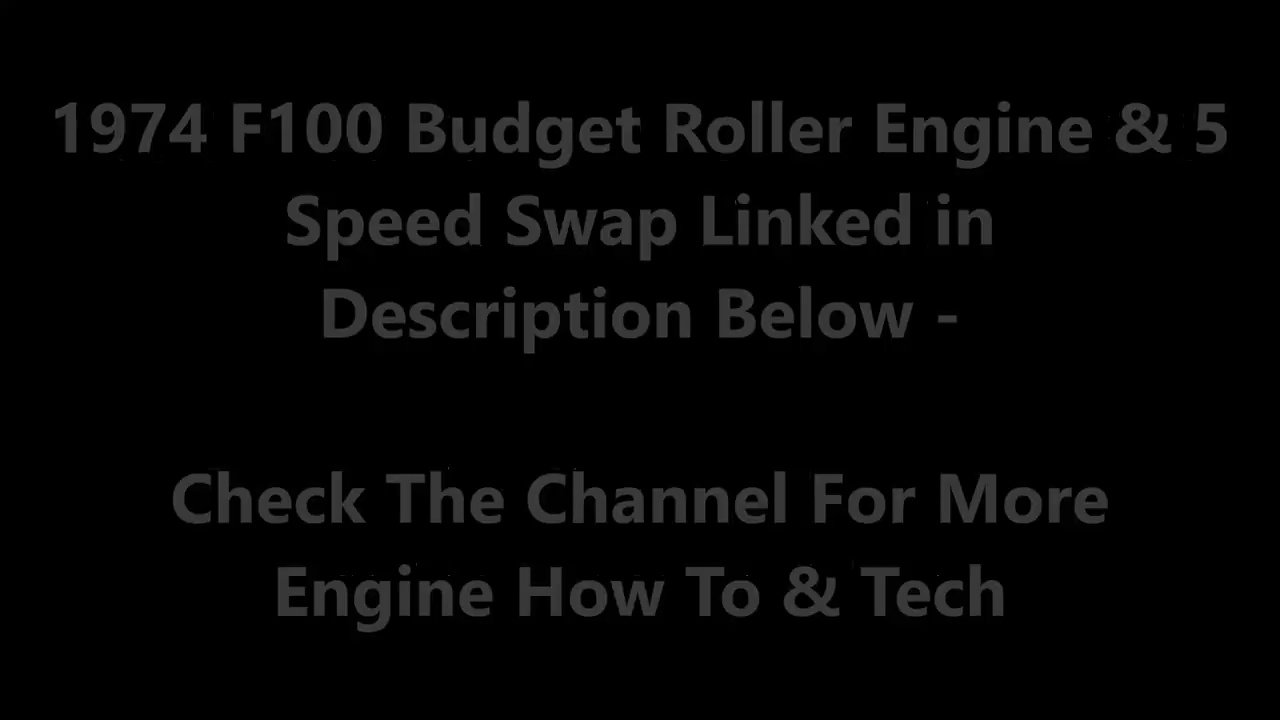 1974 F100 Budget Roller Engine & 5
Speed Swap Linked in
Description Below -
Check The Channel For More
Engine How To & Tech